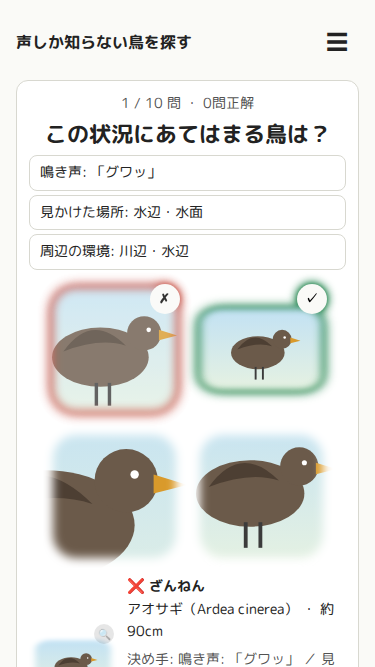 声しか知らない鳥を探す
1 / 10 問 · 0問正解
この状況にあてはまる鳥は？
鳴き声: 「グワッ」
見かけた場所: 水辺・水面
周辺の環境: 川辺・水辺
✗
✓
❌ ざんねん
アオサギ（Ardea cinerea） · 約
90cm
決め手: 鳴き声: 「グワッ」 ／ 見